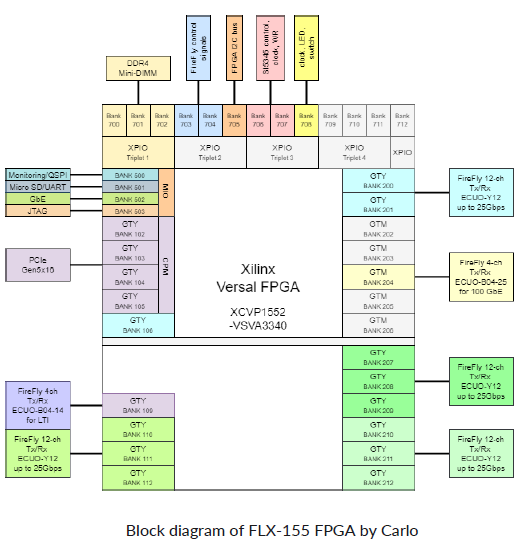 DDR4
Mini-DIMM
Firefly control
signals
FPGA I2C bus
Si5345 control,
clock, WR
clock, LED,
switch
Bank
700
Bank
701
Bank
702
Bank
703
Bank
704
Bank
705
Bank
706
Bank
707
Bank
708
Bank
709
Bank
710
Bank
711
Bank
712
XPIO
Triplet 1
XPIO
Triplet 2
XPIO
Triplet 3
XPIO
Triplet 4
XPIO
Monitoring/QSPI
Micro SD/UART
GbE
JTAG
BANK 500
BANK 501
BANK 502
BANK 503
MIO
PCIe
Gen5x16
GTY
BANK 102
GTY
BANK 103
GTY
BANK 104
GTY
BANK 105
CPM
GTY
BANK 106
Xilinx
Versal FPGA
XCVP1552
-VSVA3340
GTY
BANK 200
GTY
BANK 201
GTM
BANK 202
GTM
BANK 203
GTM
BANK 204
GTM
BANK 205
GTM
BANK 206
FireFly 12-ch
Tx/Rx
ECUO-Y12
up to 25Gbps
FireFly 4-ch
Tx/Rx
ECUO-B04-25
for 100 GbE
GTY
BANK 207
GTY
BANK 208
GTY
BANK 209
GTY
BANK 210
GTY
BANK 211
GTY
BANK 212
FireFly 12-ch
Tx/Rx
ECUO-Y12
up to 25Gbps
FireFly 12-ch
Tx/Rx
ECUO-Y12
up to 25Gbps
FireFly 4ch
Tx/Rx
ECUO-B04-14
for LTI
FireFly 12-ch
Tx/Rx
ECUO-Y12
up to 25Gbps
GTY
BANK 109
GTY
BANK 110
GTY
BANK 111
GTY
BANK 112
Block diagram of FLX-155 FPGA by Carlo